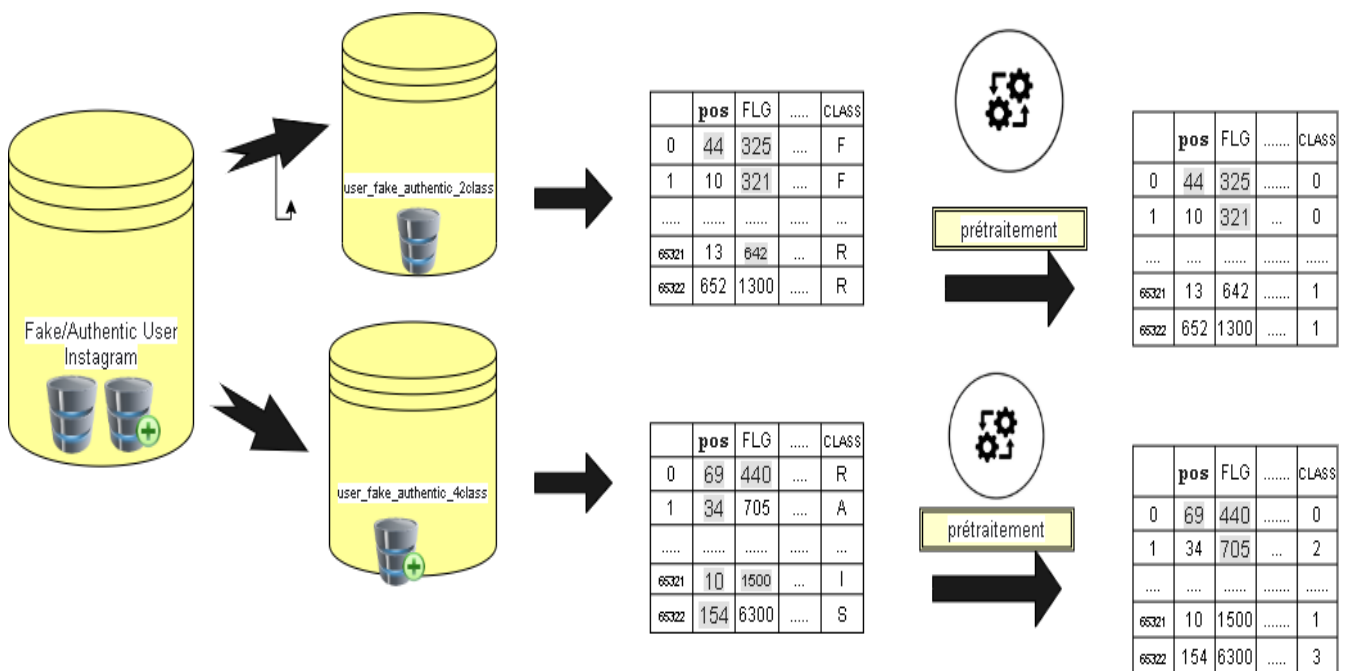 Fake/Authentic User
Instagram
user_fake_authentic_2class
pos FLG ..... CLASS
0 44 325 .... F
1 10 321 .... F
..... ...... ...... ..... ...
65321 13 642 ... R
65322 652 1300 ..... R
prétraitement
pos FLG ....... CLASS
0 44 325 ....... 0
1 10 321 ... 0
.... .... ...... ....... ......
65321 13 642 ....... 1
65322 652 1300 ..... 1
user_fake_authentic_4class
pos FLG ..... CLASS
0 69 440 .... R
1 34 705 .... A
..... ...... ...... ..... ...
65321 10 1500 ... I
65322 154 6300 ..... S
prétraitement
pos FLG ....... CLASS
0 69 440 ....... 0
1 34 705 ... 2
.... .... ...... ....... ......
65321 10 1500 ....... 1
65322 154 6300 ..... 3